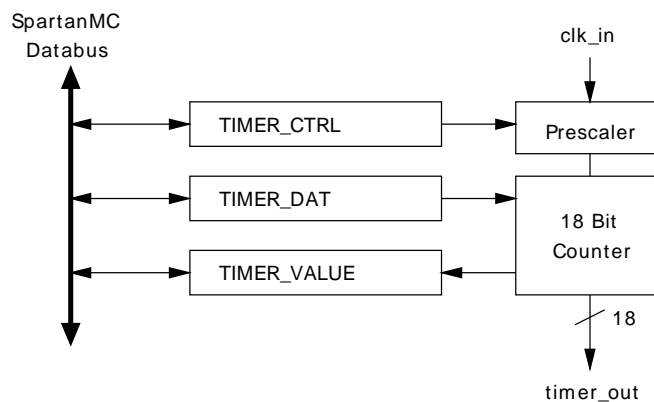 SpartanMC
Databus
clk_in
TIMER_CTRL
Prescaler
TIMER_DAT
18 Bit
Counter
TIMER_VALUE
18
timer_out